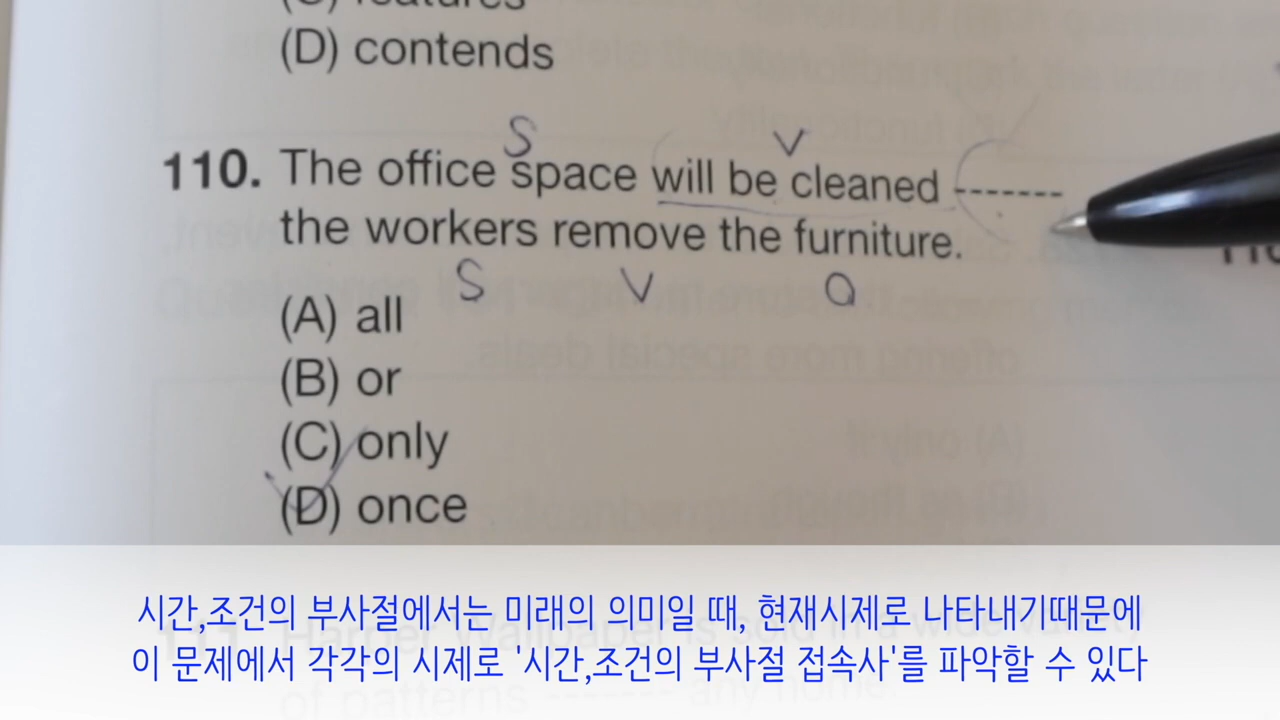 (D) contends
S V
110. The office space will be cleaned -------
the workers remove the furniture.
S V O
(A) all
(B) or
(C) only
(D) once
시간,조건의 부사절에서는 미래의 의미일 때, 현재시제로 나타내기때문에
이 문제에서 각각의 시제로 '시간,조건의 부사절 접속사'를 파악할 수 있다